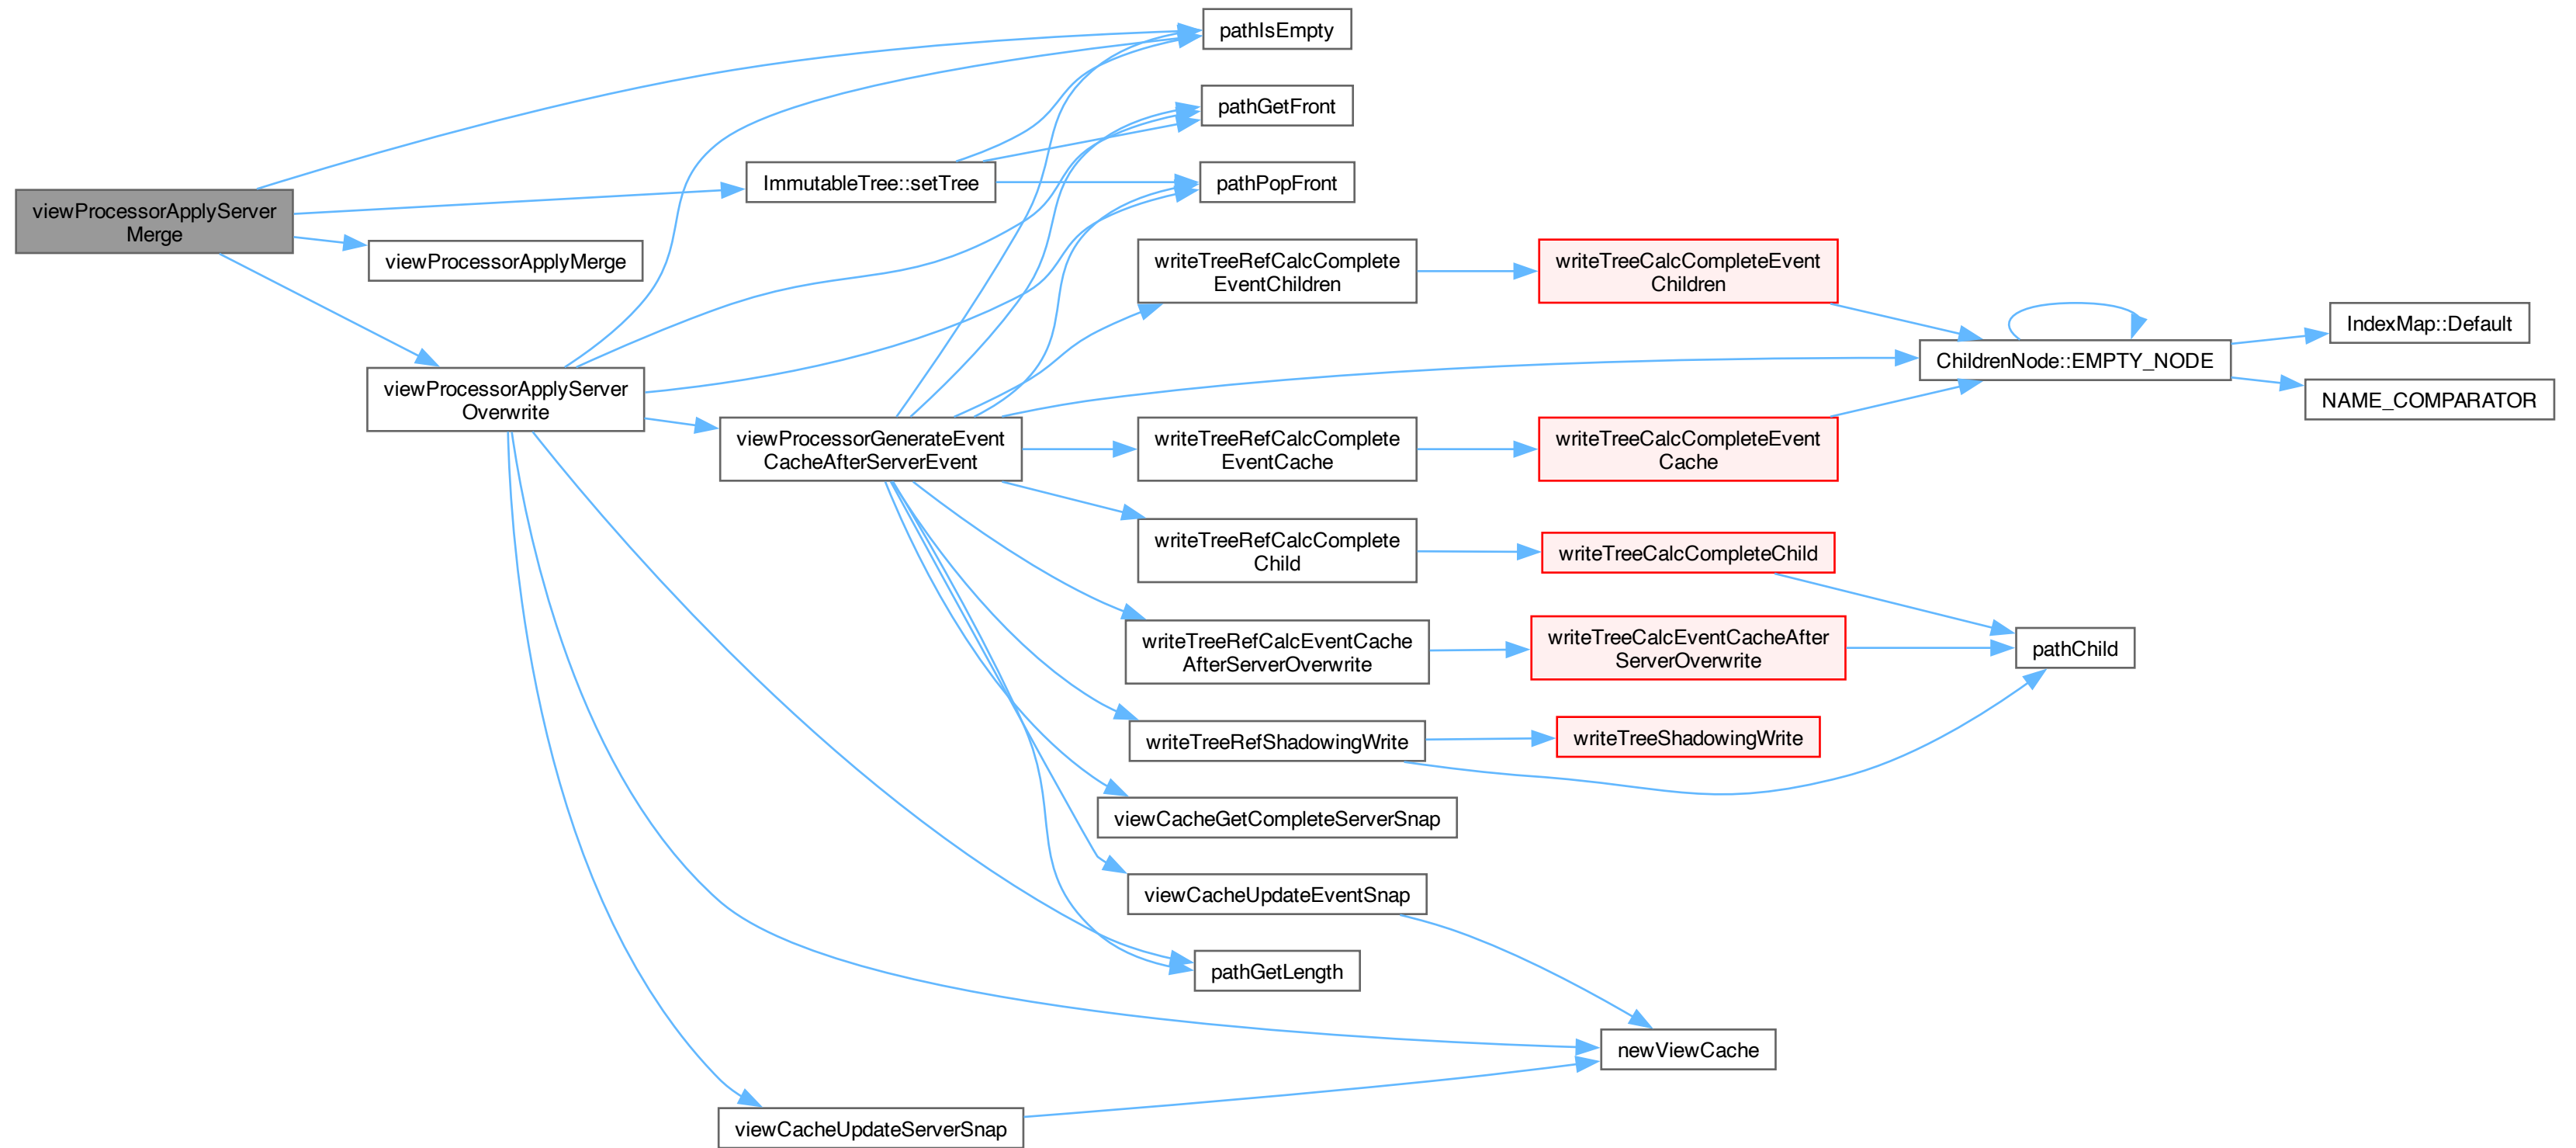 pathIsEmpty
pathGetFront
ImmutableTree::setTree
pathPopFront
viewProcessorApplyServer
Merge
viewProcessorApplyMerge
writeTreeRefCalcComplete
EventChildren
writeTreeCalcCompleteEvent
Children
IndexMap::Default
ChildrenNode::EMPTY_NODE
NAME_COMPARATOR
viewProcessorApplyServer
Overwrite
viewProcessorGenerateEvent
CacheAfterServerEvent
writeTreeRefCalcComplete
EventCache
writeTreeCalcCompleteEvent
Cache
writeTreeRefCalcComplete
Child
writeTreeCalcCompleteChild
writeTreeRefCalcEventCache
AfterServerOverwrite
writeTreeCalcEventCacheAfter
ServerOverwrite
pathChild
writeTreeRefShadowingWrite
writeTreeShadowingWrite
viewCacheGetCompleteServerSnap
viewCacheUpdateEventSnap
pathGetLength
newViewCache
viewCacheUpdateServerSnap